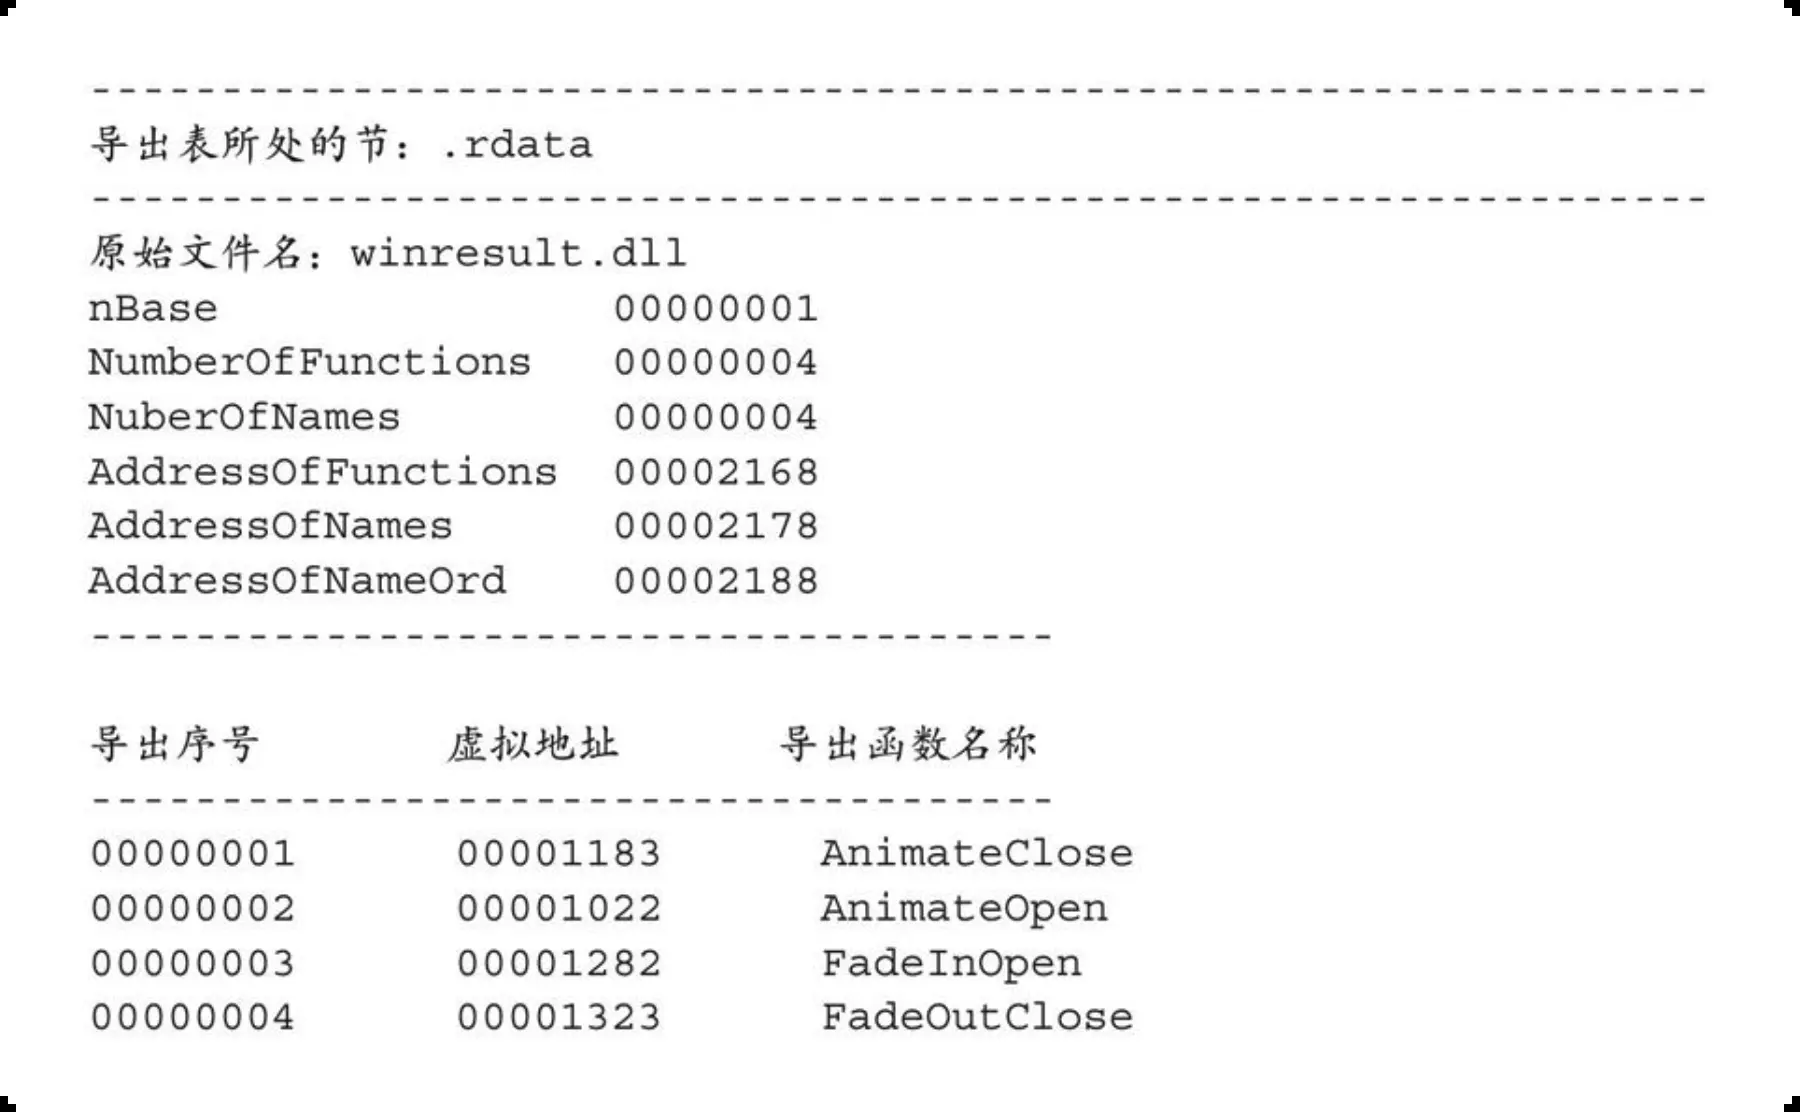 -------------------------------------------------------------
导出表所处的节：.rdata
-------------------------------------------------------------
原始文件名：winresult.dll
nBase 00000001
NumberOfFunctions 00000004
NuberOfNames 00000004
AddressOfFunctions 00002168
AddressOfNames 00002178
AddressOfNameOrd 00002188
-------------------------------------
导出序号 虚拟地址 导出函数名称
-------------------------------------
00000001 00001183 AnimateClose
00000002 00001022 AnimateOpen
00000003 00001282 FadeInOpen
00000004 00001323 FadeOutClose